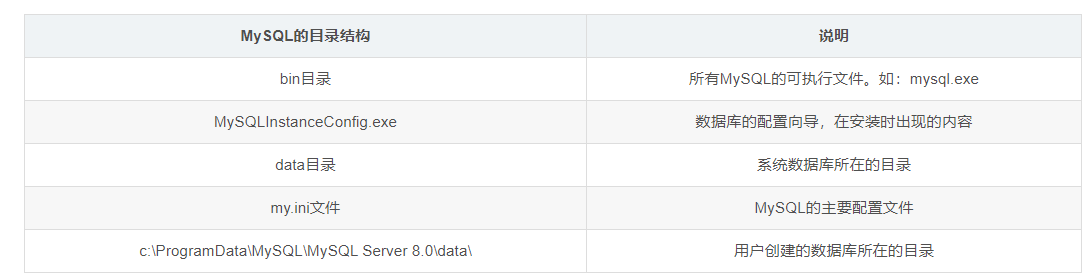 MySQL的目录结构 说明
bin目录 所有MySQL的可执行文件。如：mysql.exe
MySQLInstanceConfig.exe 数据库的配置向导，在安装时出现的内容
data目录 系统数据库所在的目录
my.ini文件 MySQL的主要配置文件
c:\ProgramData\MySQL\MySQL Server 8.0\data\ 用户创建的数据库所在的目录